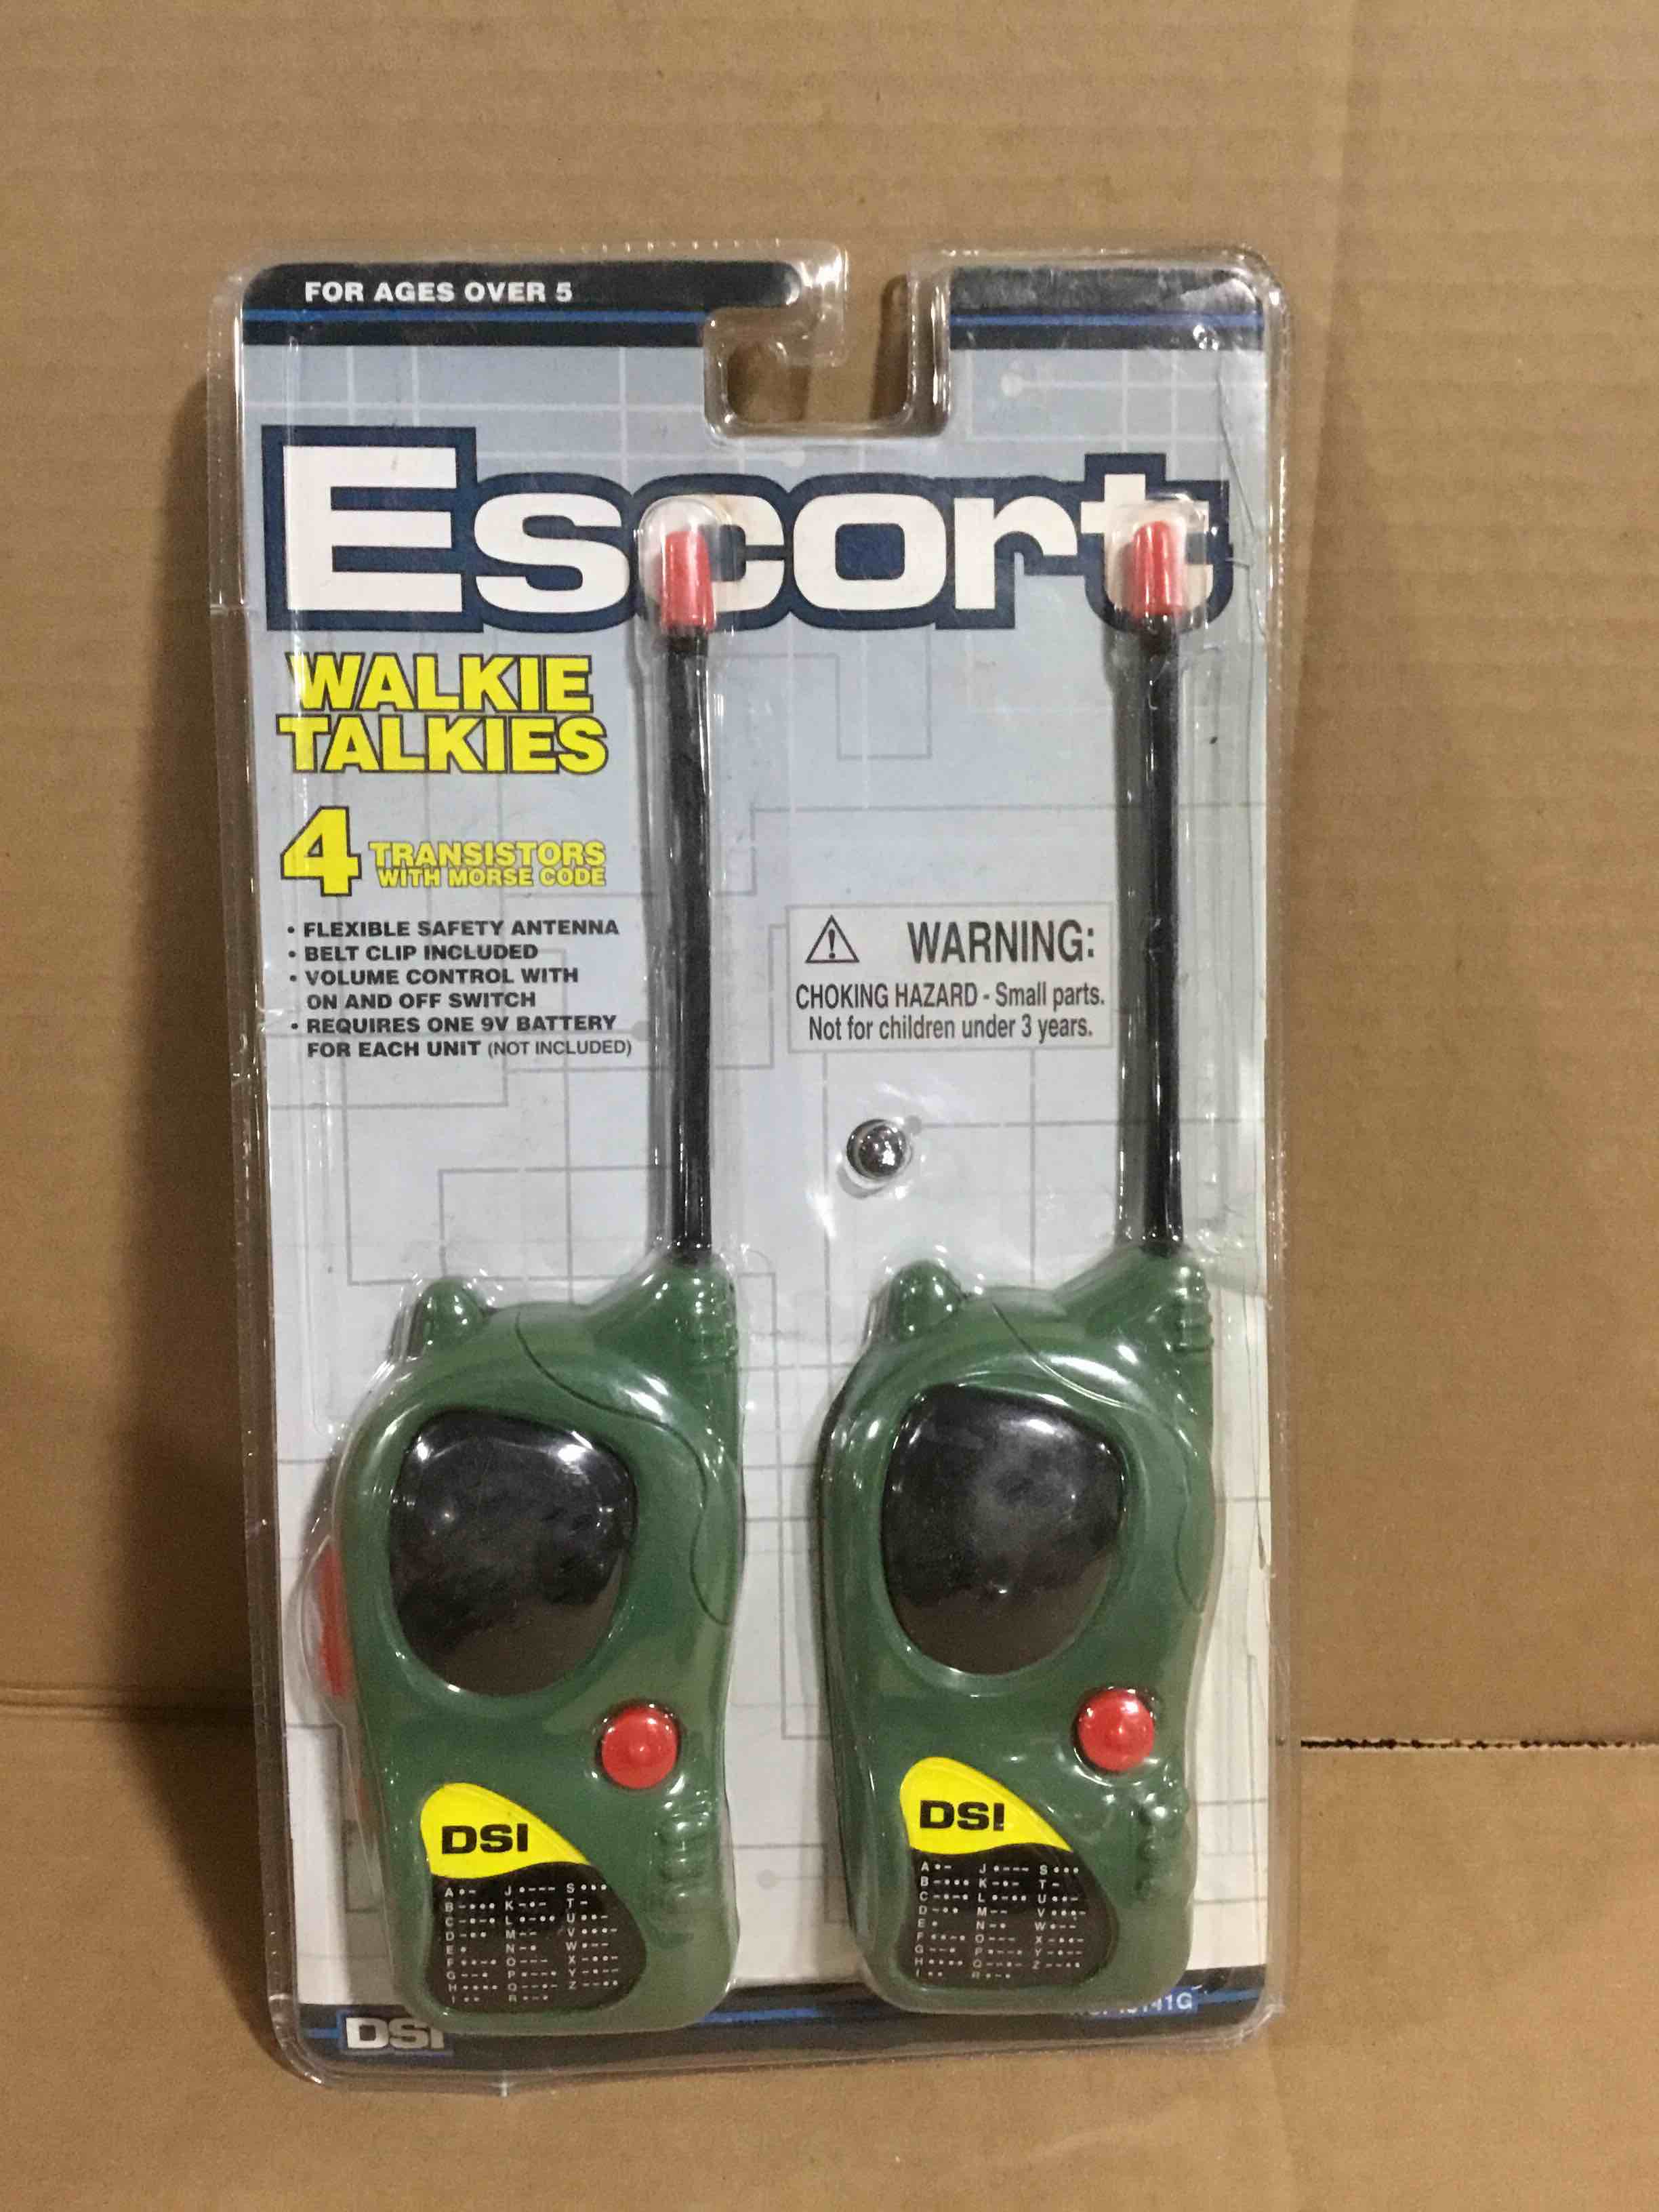 FOR AGES OVER 5
Escort
WALKIE
TALKIES
4 TRANSISTORS
WITH MORSE CODE
• FLEXIBLE SAFETY ANTENNA
• BELT CLIP INCLUDED
• VOLUME CONTROL WITH
ON AND OFF SWITCH
• REQUIRES ONE 9V BATTERY
FOR EACH UNIT (NOT INCLUDED)
⚠ WARNING:
CHOKING HAZARD - Small parts.
Not for children under 3 years.
DSI
A •– J •––– S •••
B –••• K –•– T –
C –•–• L •–•• U ••–
D –•• M –– V •••–
E • N –• W •––
F ••–• O ––– X –••–
G ––• P •––• Y –•––
H •••• Q ––•– Z ––••
I •• R •–•
DSI
A •– J •––– S •••
B –••• K –•– T –
C –•–• L •–•• U ••–
D –•• M –– V •••–
E • N –• W •––
F ••–• O ––– X –••–
G ––• P •––• Y –•––
H •••• Q ––•– Z ––••
I •• R •–•
DSI